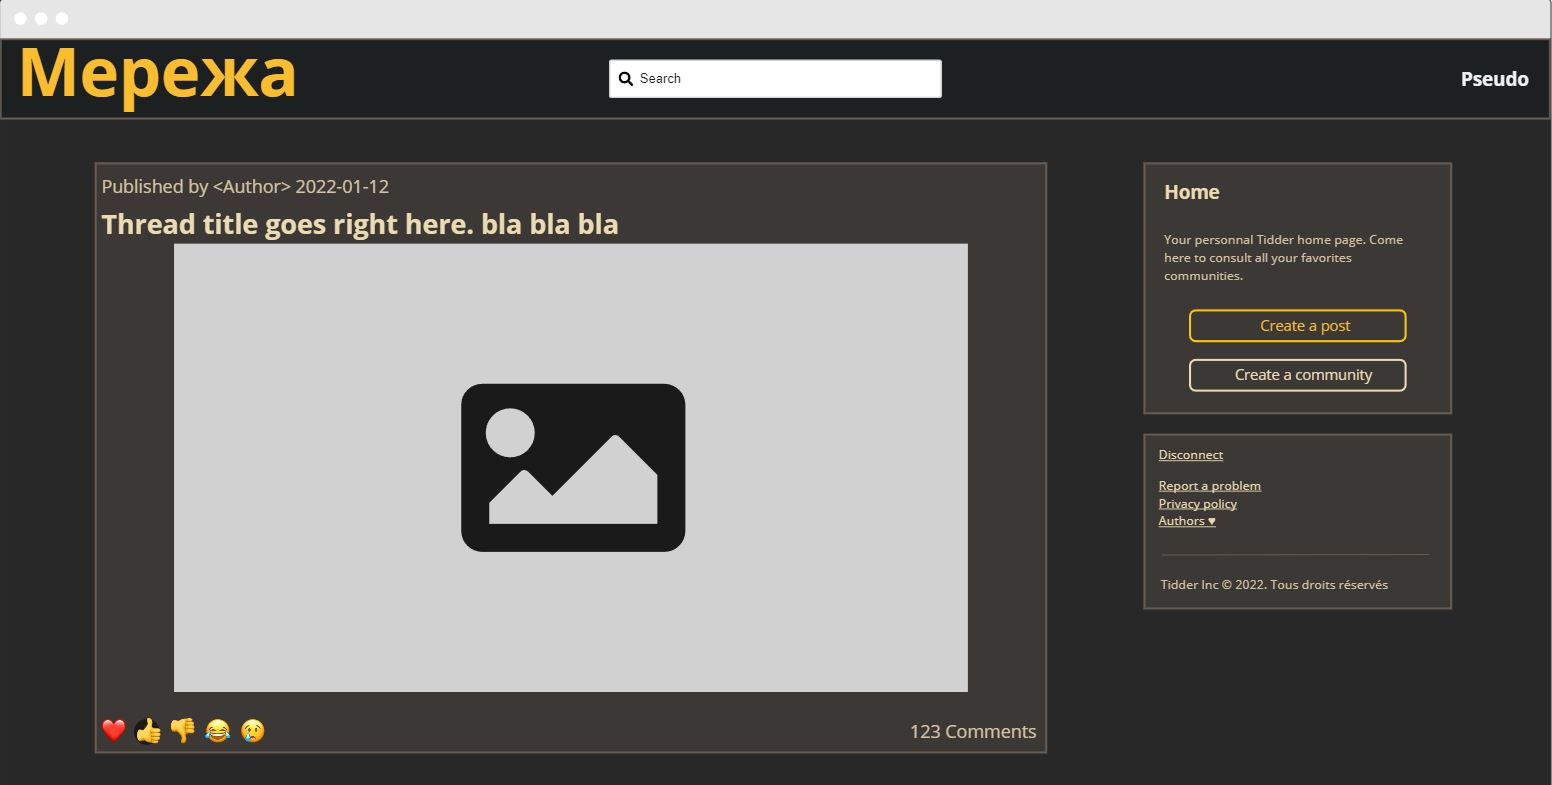 Мережа
Search
Pseudo
Published by <Author> 2022-01-12
Thread title goes right here. bla bla bla
123 Comments
Home
Your personnal Tidder home page. Come
here to consult all your favorites
communities.
Create a post
Create a community
Disconnect
Report a problem
Privacy policy
Authors ♥
Tidder Inc © 2022. Tous droits réservés